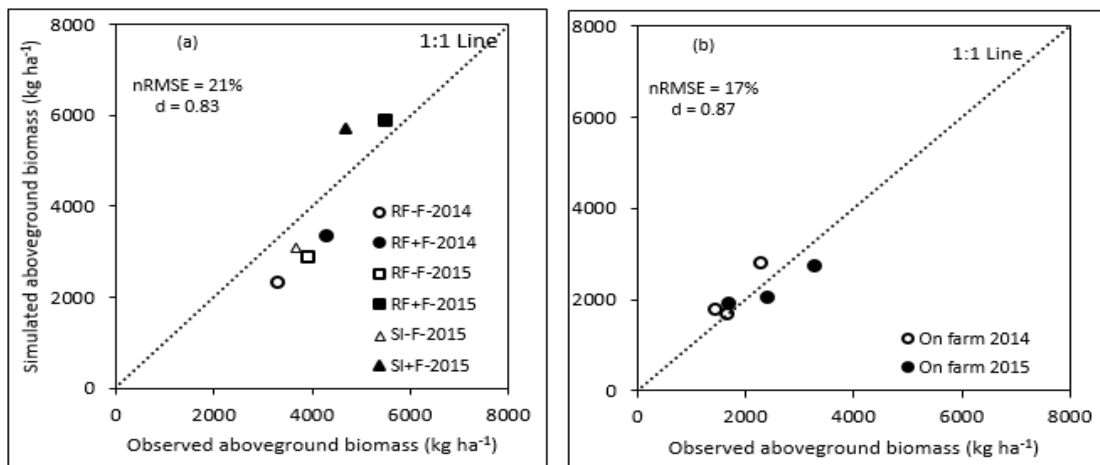 (a)
1:1 Line
nRMSE = 21%
d = 0.83
8000
6000
4000
2000
0
Simulated aboveground biomass (kg ha⁻¹)
RF-F-2014
RF+F-2014
RF-F-2015
RF+F-2015
SI-F-2015
SI+F-2015
0 2000 4000 6000 8000
Observed aboveground biomass (kg ha⁻¹)
(b)
1:1 Line
nRMSE = 17%
d = 0.87
8000
6000
4000
2000
0
On farm 2014
On farm 2015
0 2000 4000 6000 8000
Observed aboveground biomass (kg ha⁻¹)